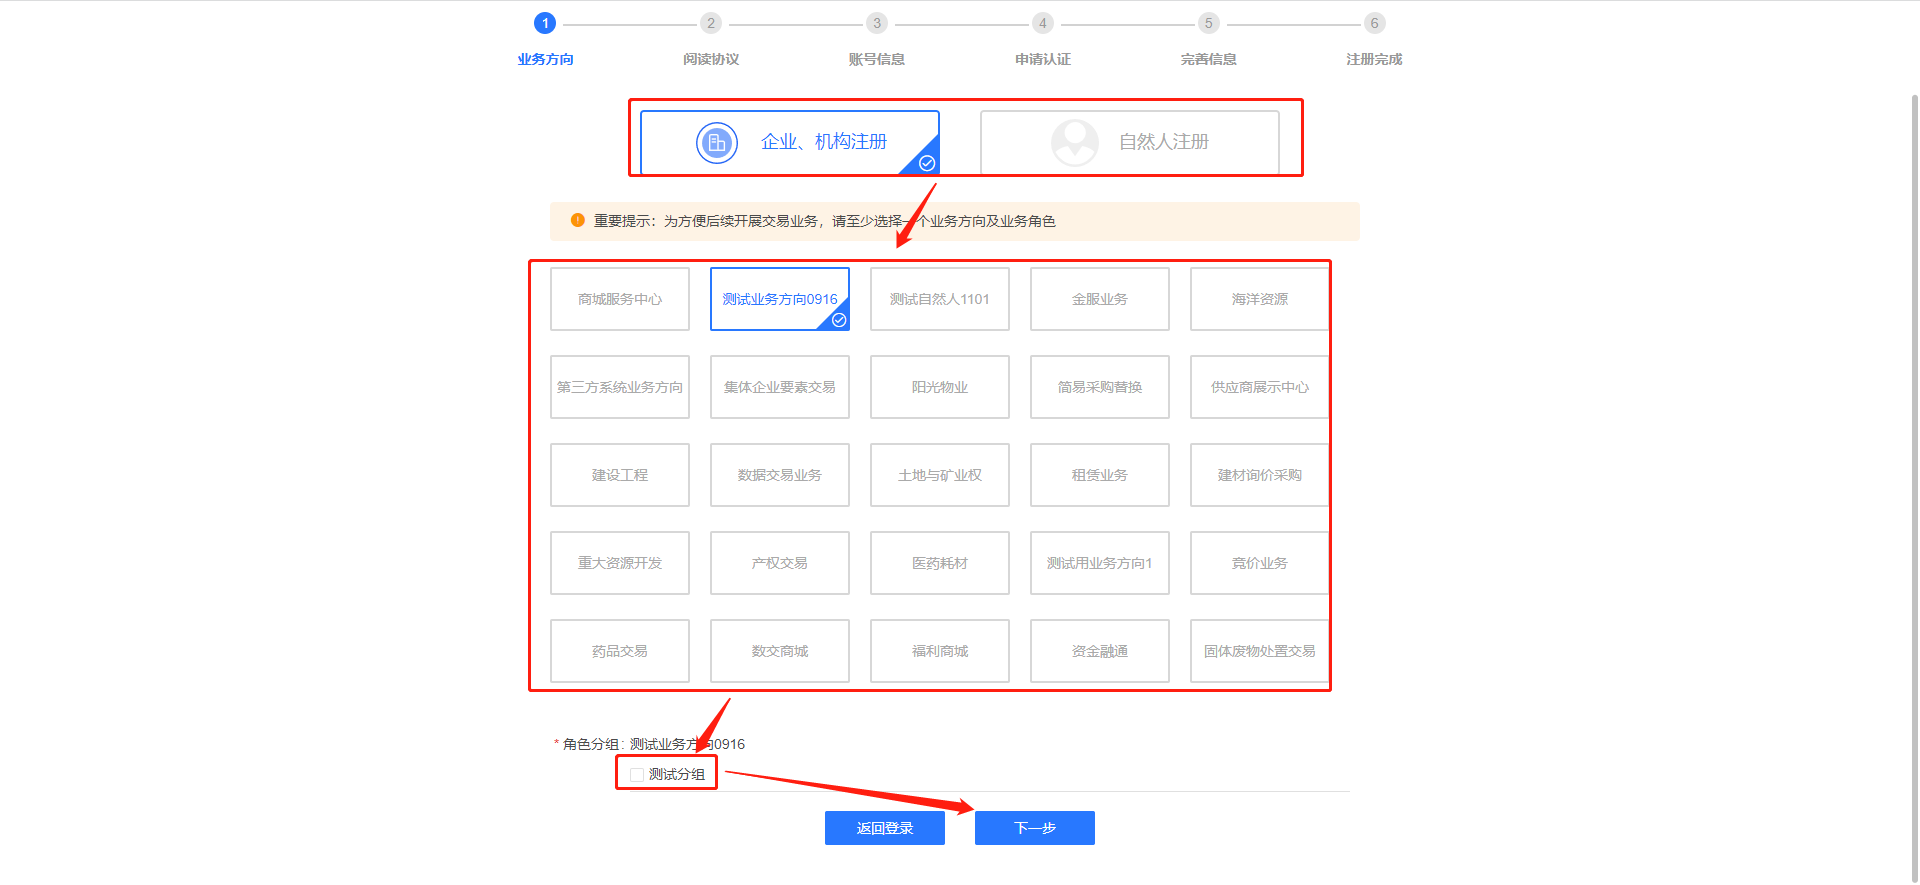 1 2 3 4 5 6
业务方向 阅读协议 账号信息 申请认证 完善信息 注册完成
企业、机构注册 自然人注册
重要提示：为方便后续开展交易业务，请至少选择一个业务方向及业务角色
商城服务中心 测试业务方向0916 测试自然人1101 金服业务 海洋资源
第三方系统业务方向 集体企业要素交易 阳光物业 简易采购替换 供应商展示中心
建设工程 数据交易业务 土地与矿业权 租赁业务 建材询价采购
重大资源开发 产权交易 医药耗材 测试用业务方向1 竞价业务
药品交易 数交商城 福利商城 资金融通 固体废物处置交易
* 角色分组：测试业务方向0916
测试分组
返回登录 下一步